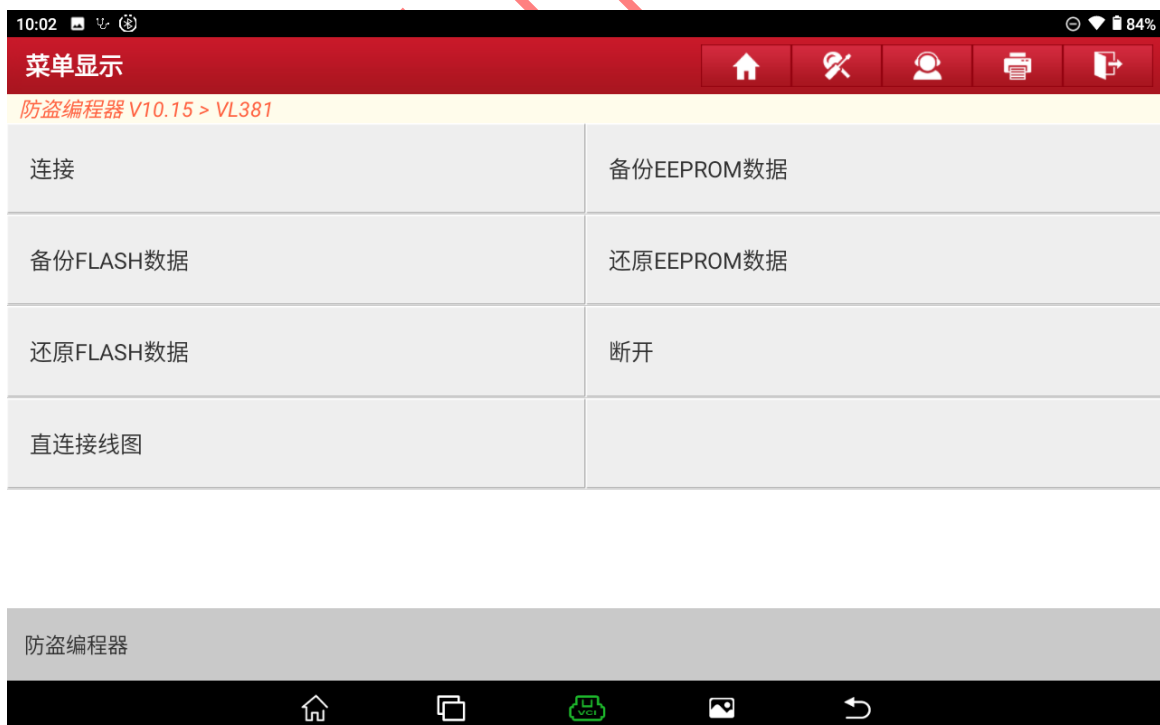 10:02 84%
菜单显示
防盗编程器 V10.15 > VL381
连接 备份EEPROM数据
备份FLASH数据 还原EEPROM数据
还原FLASH数据 断开
直连接线图
防盗编程器
VCI